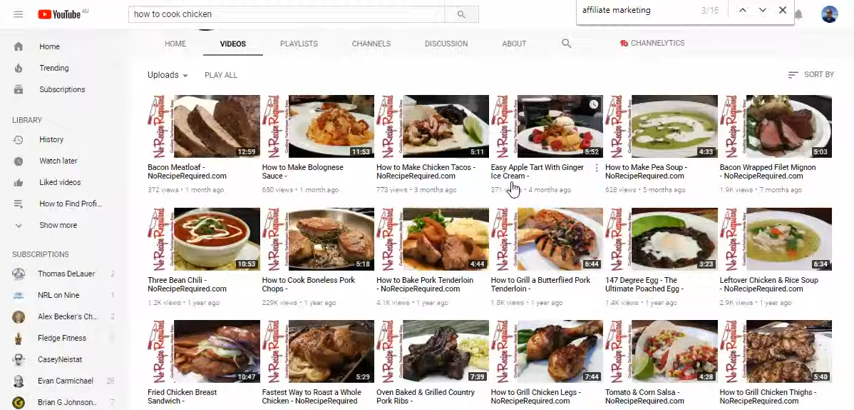 YouTube AU
how to cook chicken
affiliate marketing 3/16
HOME VIDEOS PLAYLISTS CHANNELS DISCUSSION ABOUT CHANNELYTICS
Uploads PLAY ALL SORT BY
Home
Trending
Subscriptions
LIBRARY
History
Watch later
Liked videos
How to Find Profi...
Show more
SUBSCRIPTIONS
Thomas DeLauer 2
NRL on Nine
Alex Becker's Ch...
Fledge Fitness
CaseyNeistat
Evan Carmichael
Brian G Johnson...
12:59 11:53 5:11 5:52 4:33 5:03
Bacon Meatloaf -
NoRecipeRequired.com
372 views • 1 month ago
How to Make Bolognese
Sauce -
650 views • 1 month ago
How to Make Chicken Tacos -
NoRecipeRequired.com
773 views • 3 months ago
Easy Apple Tart With Ginger
Ice Cream -
4 months ago
How to Make Pea Soup -
NoRecipeRequired.com
628 views • 5 months ago
Bacon Wrapped Filet Mignon
- NoRecipeRequired.com
1.9K views • 7 months ago
10:53 5:18 4:44 6:44 3:23 6:34
Three Bean Chili -
NoRecipeRequired.com
1.2K views • 1 year ago
How to Cook Boneless Pork
Chops -
229K views • 1 year ago
How to Bake Pork Tenderloin
- NoRecipeRequired.com
4.1K views • 1 year ago
How to Grill a Butterflied Pork
Tenderloin -
1.8K views • 1 year ago
147 Degree Egg - The
Ultimate Poached Egg -
1.4K views • 1 year ago
Leftover Chicken & Rice Soup
- NoRecipeRequired.com
2.9K views • 1 year ago
10:47 9:25 7:39 7:44 4:08 5:40
Fried Chicken Breast
Sandwich -
Fastest Way to Roast a Whole
Chicken - NoRecipeRequired
Oven Baked & Grilled Country
Pork Ribs -
How to Grill Chicken Legs -
NoRecipeRequired.com
Tomato & Corn Salsa -
NoRecipeRequired.com
How to Grill Chicken Thighs -
NoRecipeRequired.com